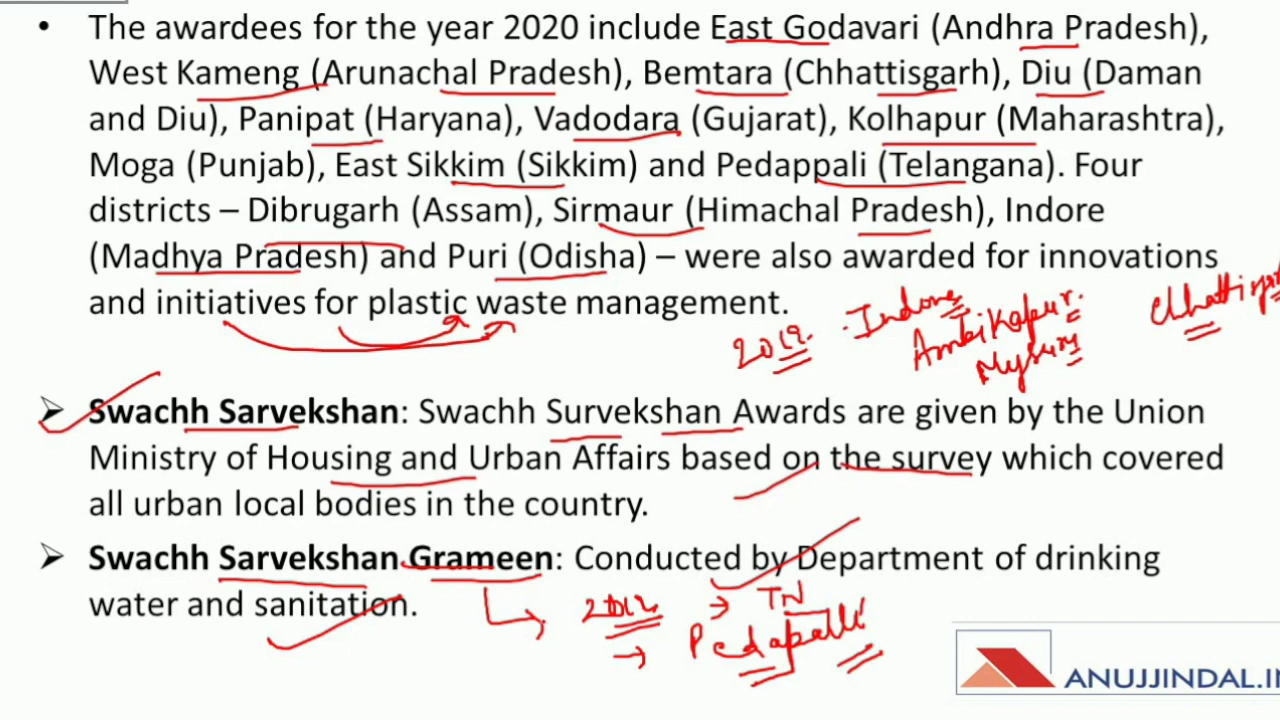 • The awardees for the year 2020 include East Godavari (Andhra Pradesh),
West Kameng (Arunachal Pradesh), Bemtara (Chhattisgarh), Diu (Daman
and Diu), Panipat (Haryana), Vadodara (Gujarat), Kolhapur (Maharashtra),
Moga (Punjab), East Sikkim (Sikkim) and Pedappali (Telangana). Four
districts – Dibrugarh (Assam), Sirmaur (Himachal Pradesh), Indore
(Madhya Pradesh) and Puri (Odisha) – were also awarded for innovations
and initiatives for plastic waste management.
2019. Indore
Ambikapur
Mysuru
➢ Swachh Sarvekshan: Swachh Survekshan Awards are given by the Union
Ministry of Housing and Urban Affairs based on the survey which covered
all urban local bodies in the country.
➢ Swachh Sarvekshan Grameen: Conducted by Department of drinking
water and sanitation.
→ TN
→ Pedapalli
ANUJJINDAL.IN